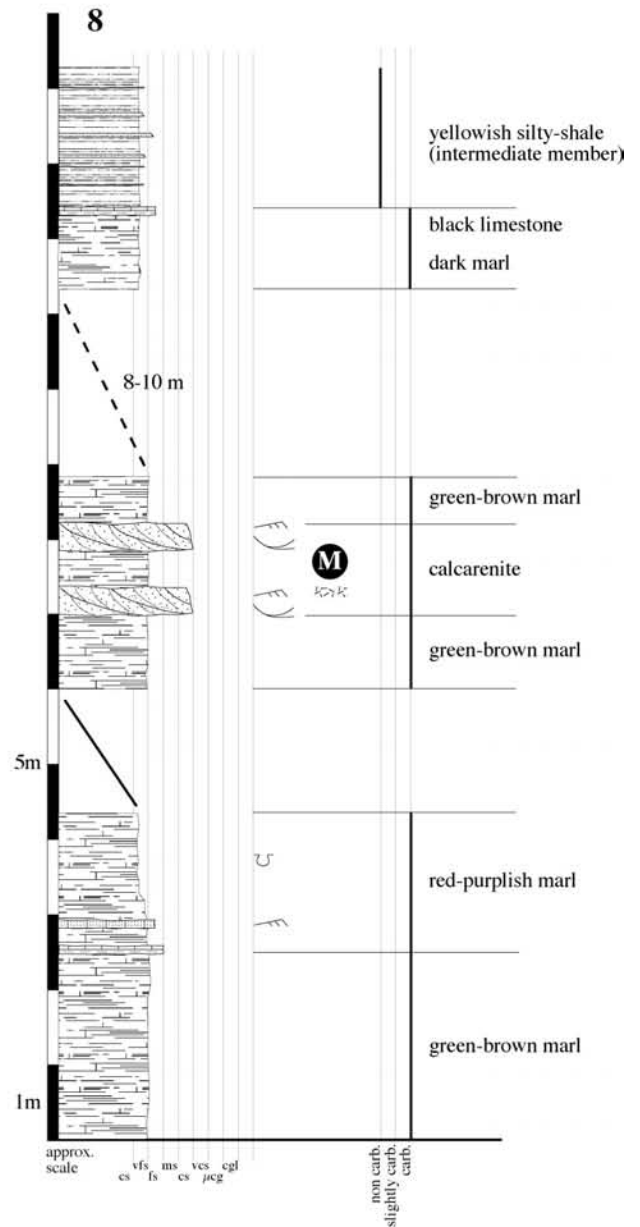 8
yellowish silty-shale
(intermediate member)
black limestone
dark marl
8-10 m
green-brown marl
M
calcarenite
green-brown marl
5m
red-purplish marl
green-brown marl
1m
approx.
scale
cs
vfs
fs
ms
cs
vcs
μcg
cgl
non carb.
slightly carb.
carb.